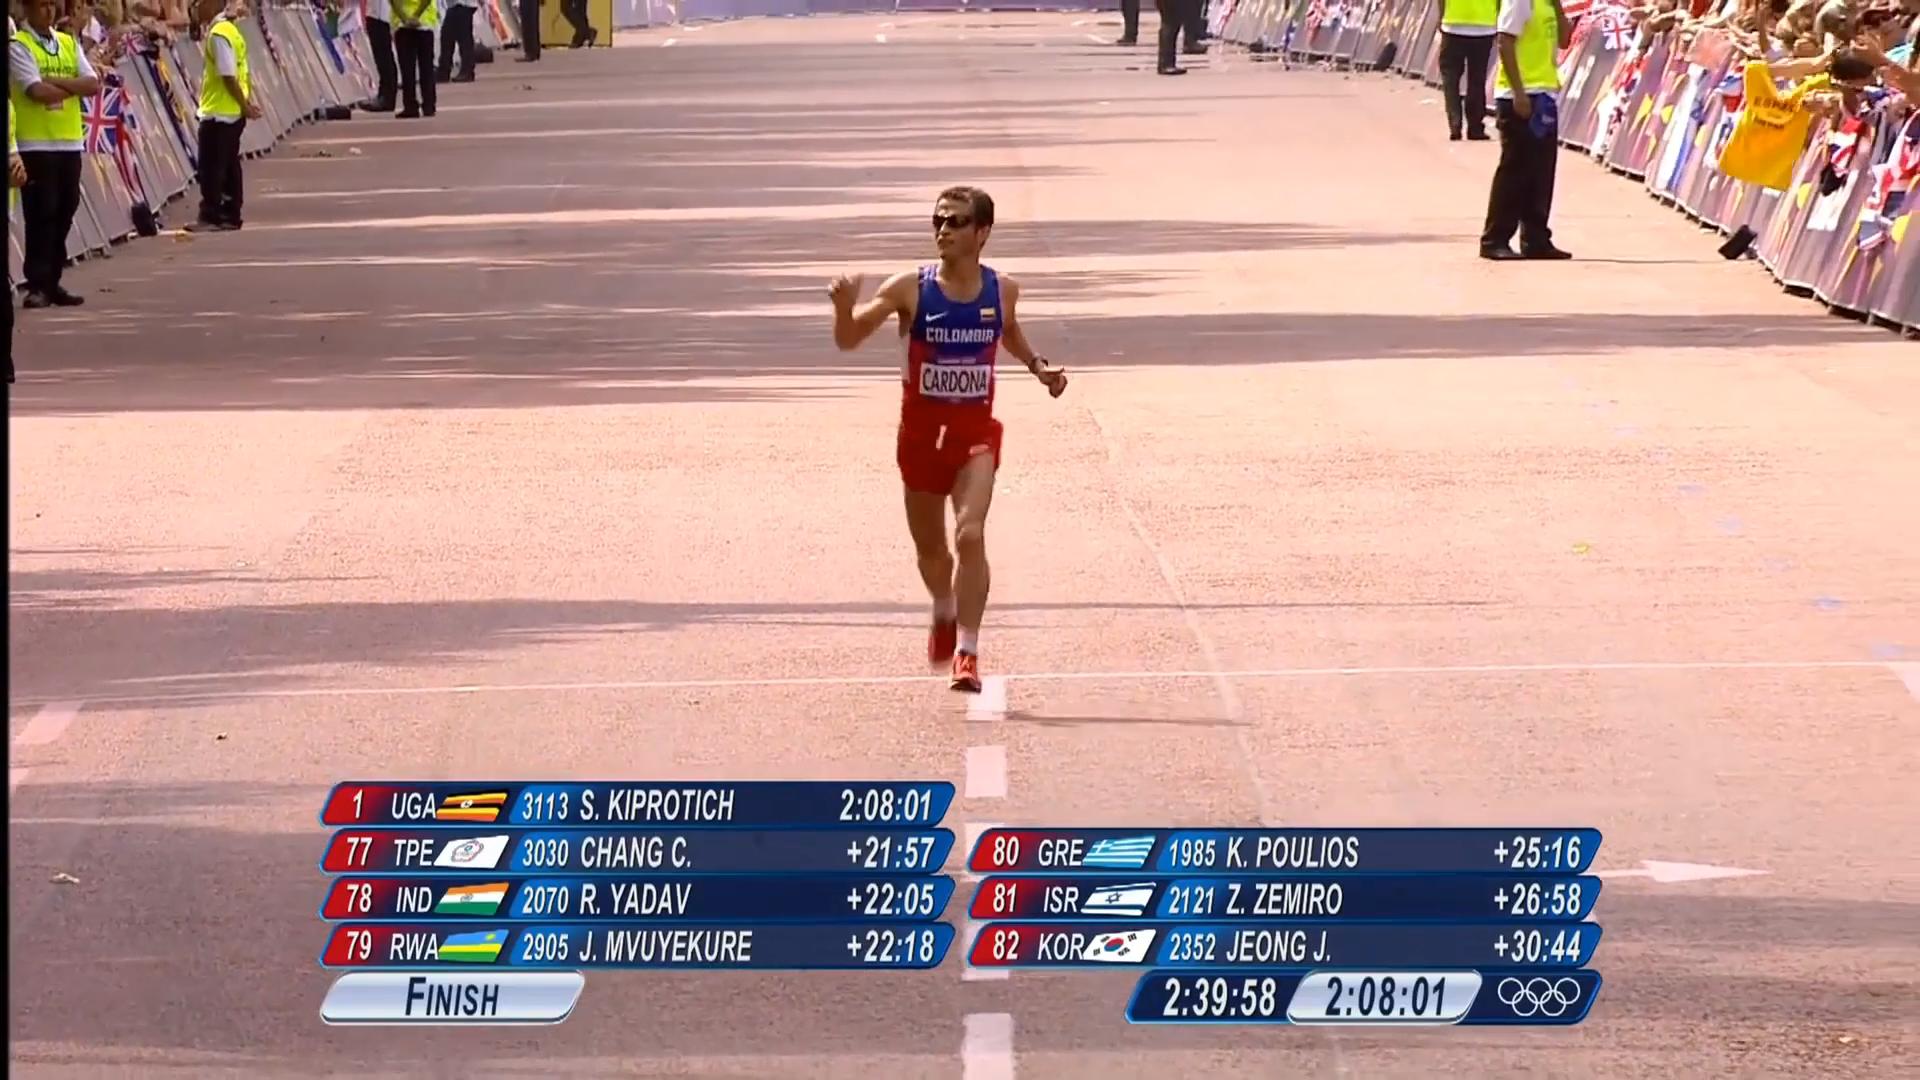 COLOMBIA
CARDONA
1 UGA 3113 S. KIPROTICH 2:08:01
77 TPE 3030 CHANG C. +21:57
78 IND 2070 R. YADAV +22:05
79 RWA 2905 J. MVUYEKURE +22:18
80 GRE 1985 K. POULIOS +25:16
81 ISR 2121 Z. ZEMIRO +26:58
82 KOR 2352 JEONG J. +30:44
FINISH
2:39:58 2:08:01